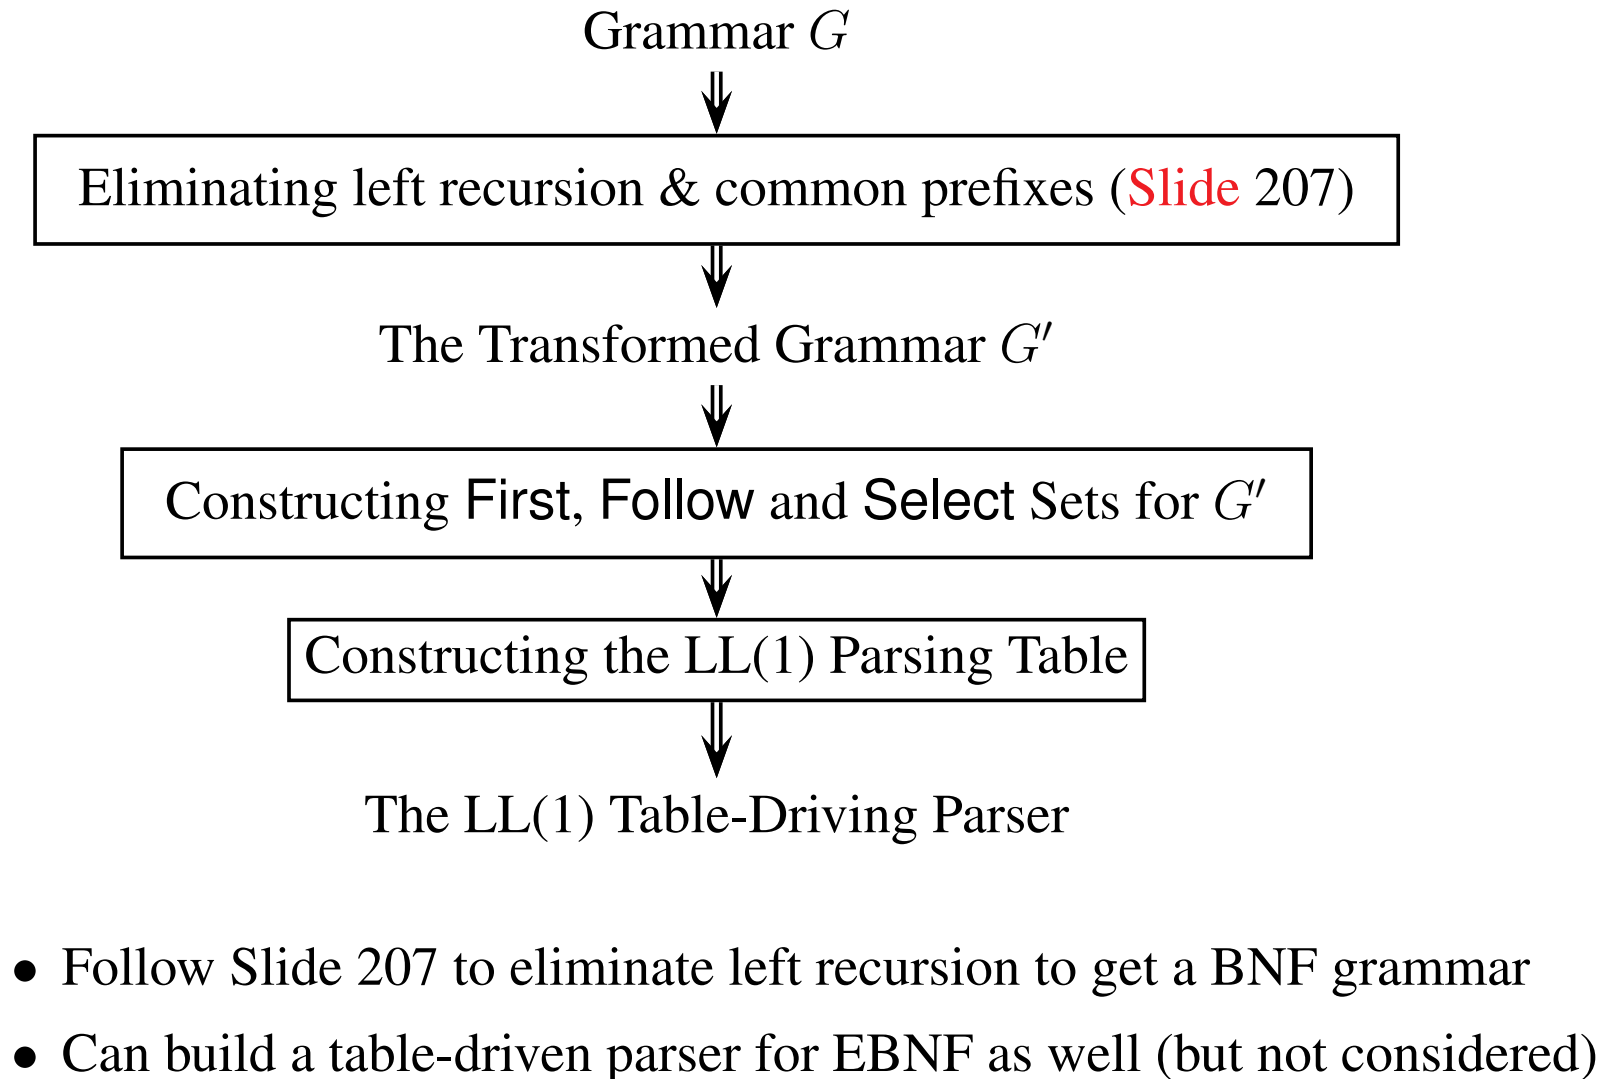 Grammar G
Eliminating left recursion & common prefixes (Slide 207)
The Transformed Grammar G′
Constructing First, Follow and Select Sets for G′
Constructing the LL(1) Parsing Table
The LL(1) Table-Driving Parser
• Follow Slide 207 to eliminate left recursion to get a BNF grammar
• Can build a table-driven parser for EBNF as well (but not considered)